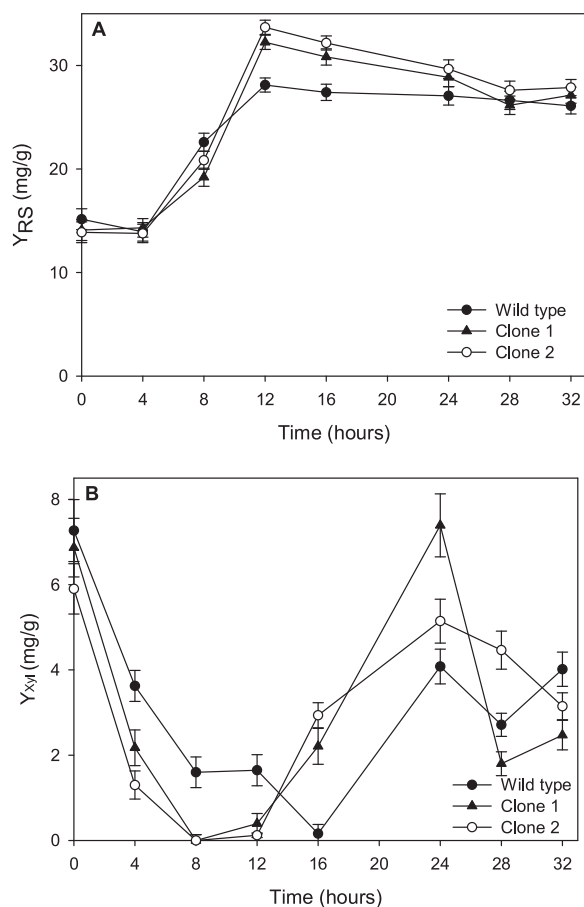 A
30
20
10
0
Y_RS (mg/g)
Wild type
Clone 1
Clone 2
0 4 8 12 16 20 24 28 32
Time (hours)
B
8
6
4
2
0
Y_Xyl (mg/g)
Wild type
Clone 1
Clone 2
0 4 8 12 16 20 24 28 32
Time (hours)